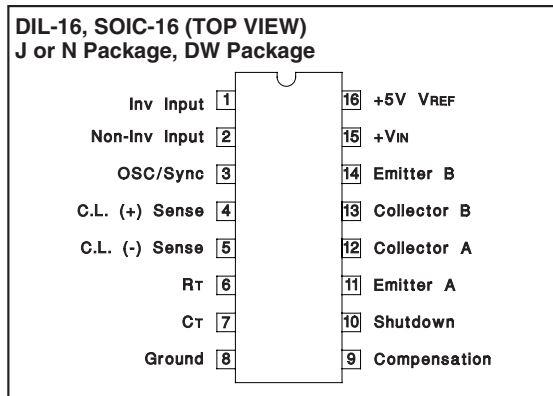 DIL-16, SOIC-16 (TOP VIEW)
J or N Package, DW Package
Inv Input 1 16 +5V VREF
Non-Inv Input 2 15 +VIN
OSC/Sync 3 14 Emitter B
C.L. (+) Sense 4 13 Collector B
C.L. (-) Sense 5 12 Collector A
RT 6 11 Emitter A
CT 7 10 Shutdown
Ground 8 9 Compensation